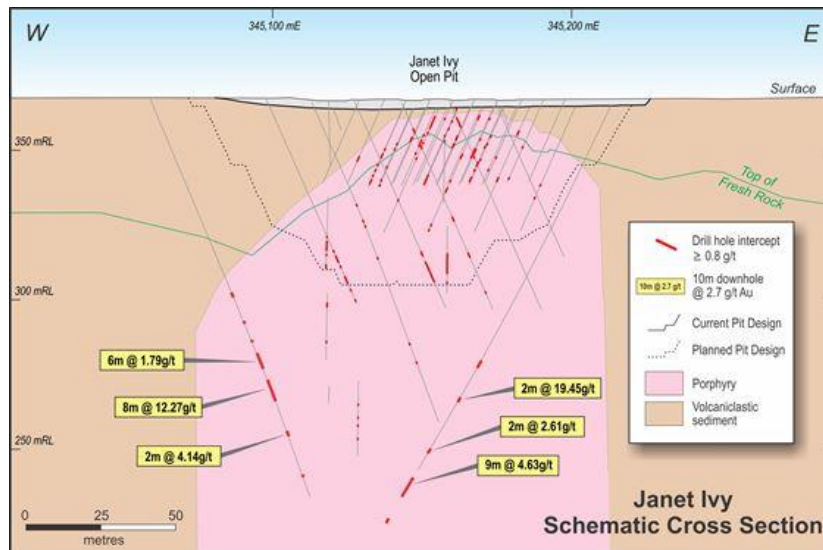 W
345,100 mE
345,200 mE
E
Janet Ivy
Open Pit
Surface
350 mRL
Top of
Fresh Rock
Drill hole intercept
≥ 0.8 g/t
10m @ 2.7 g/t
10m downhole
@ 2.7 g/t Au
Current Pit Design
Planned Pit Design
Porphyry
Volcaniclastic
sediment
300 mRL
6m @ 1.79g/t
8m @ 12.27g/t
2m @ 4.14g/t
2m @ 19.45g/t
2m @ 2.61g/t
9m @ 4.63g/t
250 mRL
0 25 50
metres
Janet Ivy
Schematic Cross Section